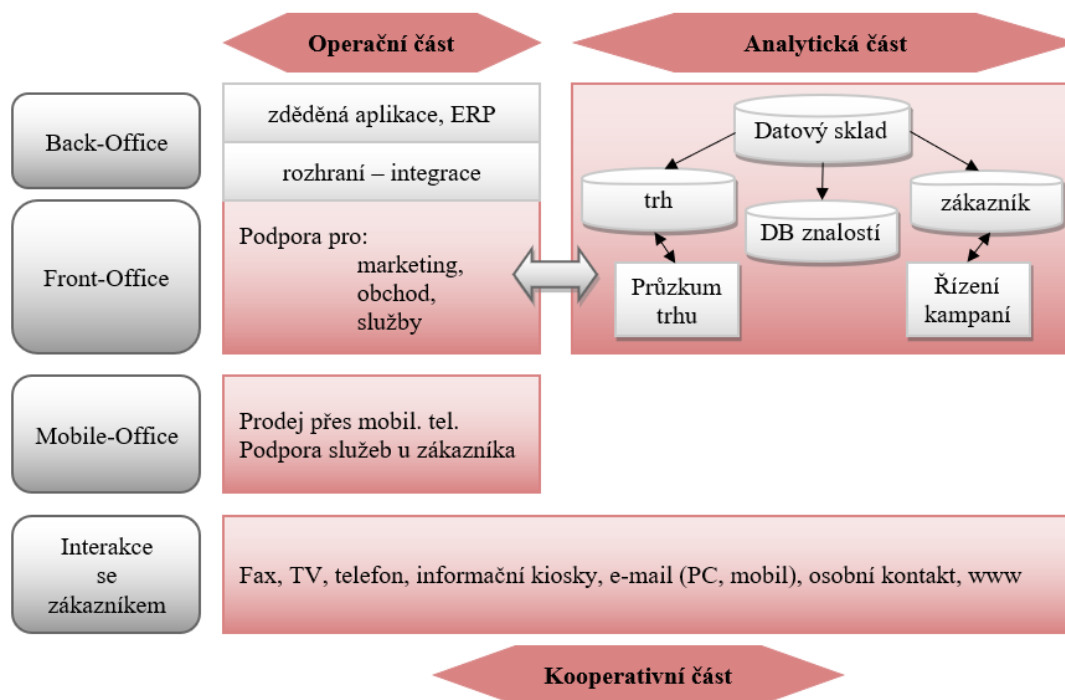 Operační část
Analytická část
Back-Office
zděděná aplikace, ERP
rozhraní – integrace
Datový sklad
trh
DB znalostí
zákazník
Front-Office
Podpora pro:
marketing,
obchod,
služby
Průzkum
trhu
Řízení
kampaní
Mobile-Office
Prodej přes mobil. tel.
Podpora služeb u zákazníka
Interakce
se
zákazníkem
Fax, TV, telefon, informační kiosky, e-mail (PC, mobil), osobní kontakt, www
Kooperativní část